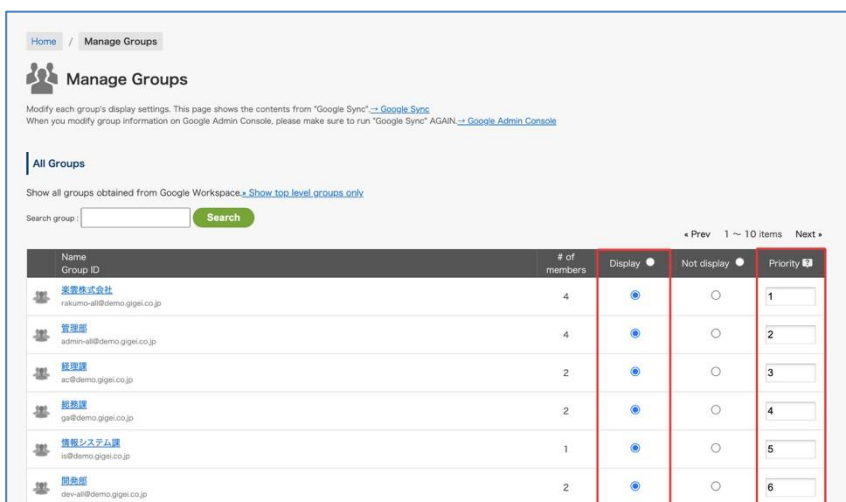 Home / Manage Groups
Manage Groups
Modify each group's display settings. This page shows the contents from "Google Sync".→ Google Sync
When you modify group information on Google Admin Console, please make sure to run "Google Sync" AGAIN.→ Google Admin Console
All Groups
Show all groups obtained from Google Workspace.» Show top level groups only
Search group : Search
« Prev 1 ~ 10 items Next »
Name
Group ID
# of
members
Display
Not display
Priority ?
楽雲株式会社
rakumo-all@demo.gigei.co.jp
4
1
管理部
admin-all@demo.gigei.co.jp
4
2
経理課
ac@demo.gigei.co.jp
2
3
総務課
ga@demo.gigei.co.jp
2
4
情報システム課
is@demo.gigei.co.jp
1
5
開発部
dev-all@demo.gigei.co.jp
2
6